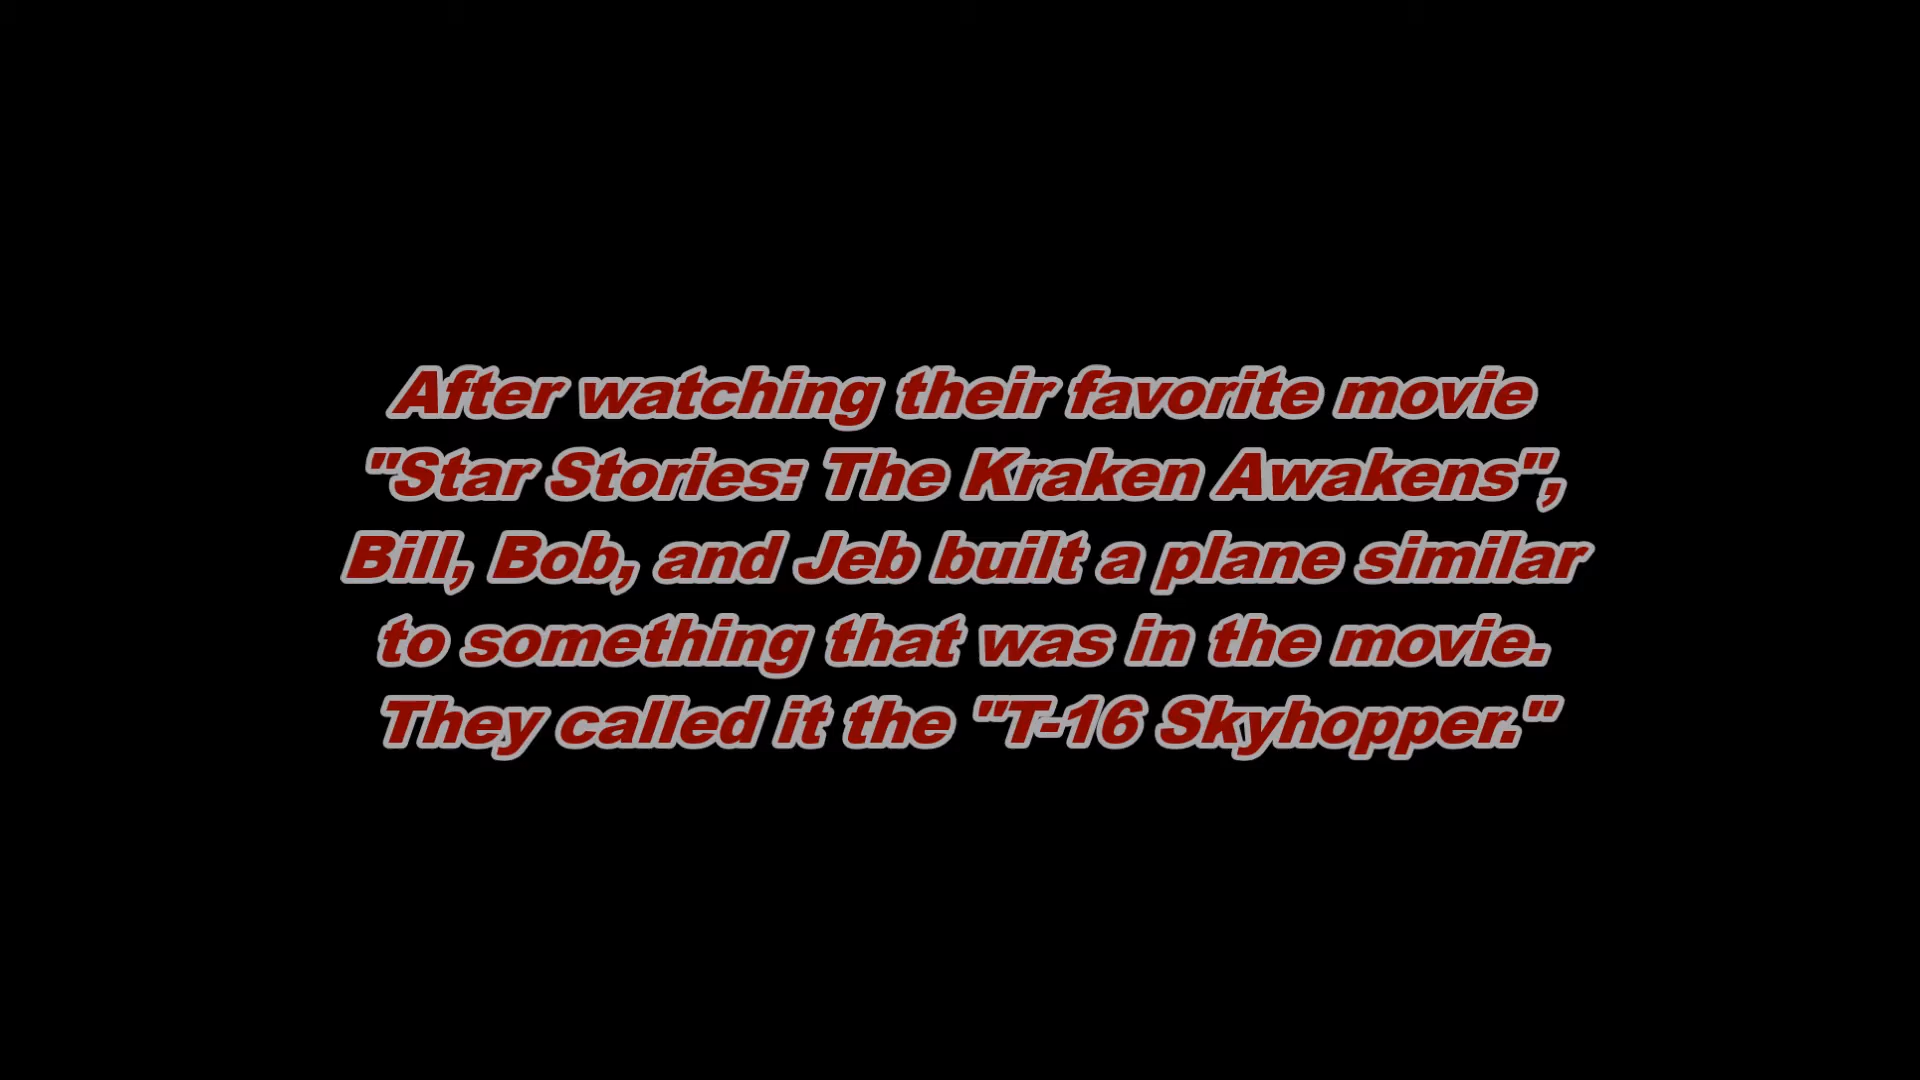 After watching their favorite movie
"Star Stories: The Kraken Awakens",
Bill, Bob, and Jeb built a plane similar
to something that was in the movie.
They called it the "T-16 Skyhopper."